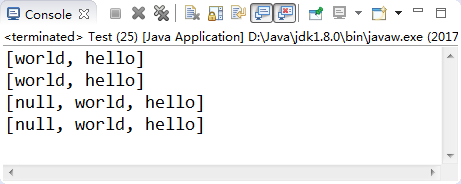 Console
<terminated> Test (25) [Java Application] D:\Java\jdk1.8.0\bin\javaw.exe (2017
[world, hello]
[world, hello]
[null, world, hello]
[null, world, hello]